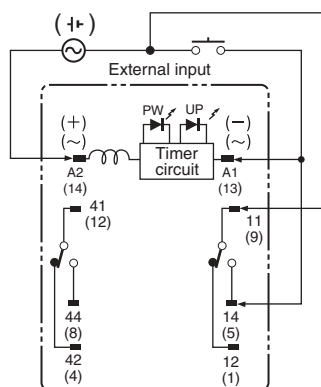 External input
(+)
(~)
PW
UP
(−)
(~)
Timer
circuit
A2
(14)
A1
(13)
41
(12)
11
(9)
44
(8)
14
(5)
42
(4)
12
(1)